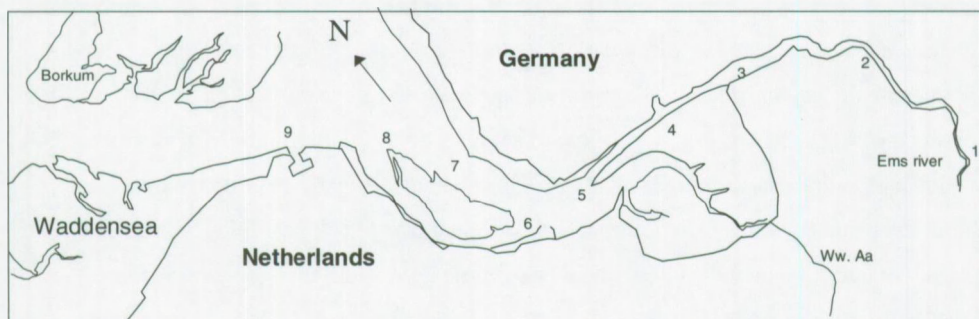 N
Germany
Borkum
3
2
4
9
8
7
1
Ems river
5
Waddensea
6
Netherlands
Ww. Aa